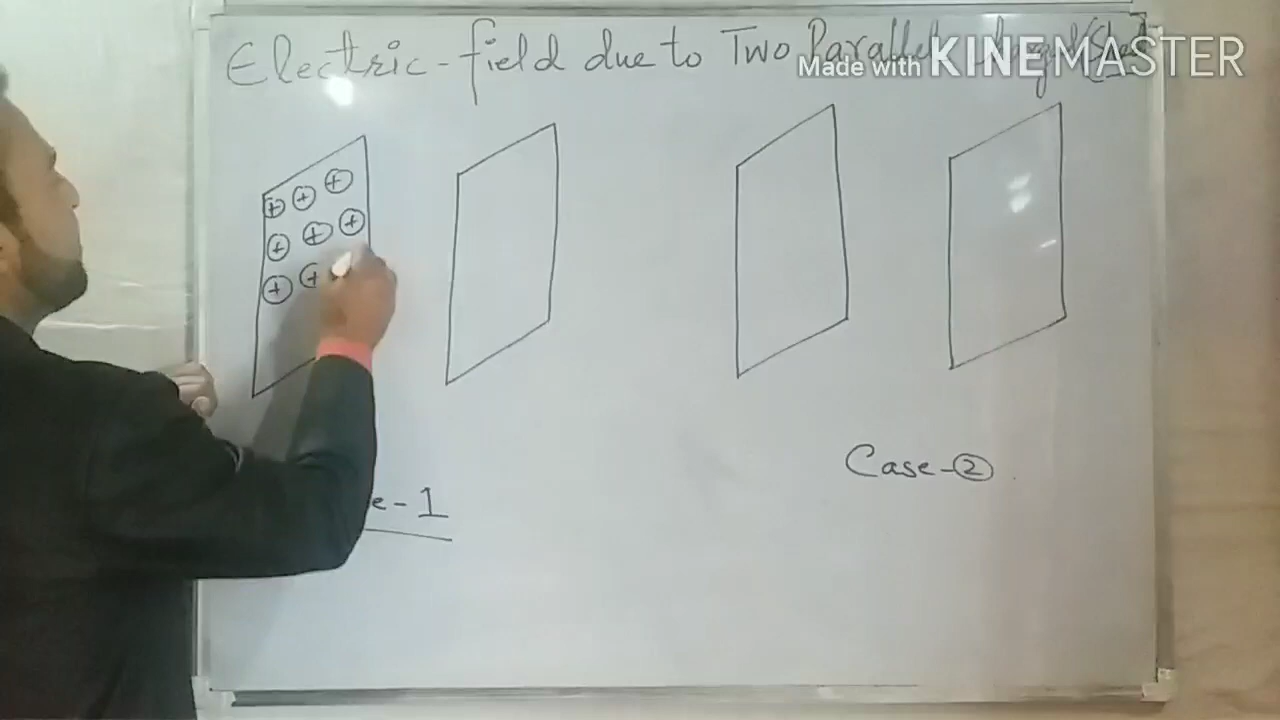 Electric-field due to Two Parallel
Made with KINEMASTER
+ + +
+ + +
+ +
Case-②
e-1